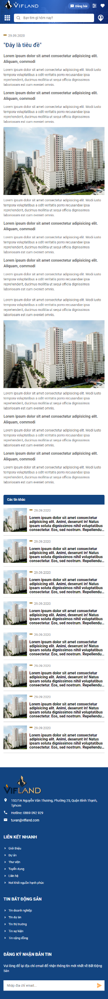 VIFLAND
Đăng bài
Bạn tìm gì hôm nay?
29.09.2020
"Đây là tiêu đề"
Lorem ipsum dolor sit amet consectetur adipisicing elit.
Aliquam, commodi
Lorem ipsum dolor sit amet consectetur adipisicing elit. Modi iusto
tempora voluptatibus a odit veritatis porro recusandae ipsa
reprehenderit, ducimus mollitia ut sequi officia dignissimos
laboriosam est cum eveniet omnis.
Lorem ipsum dolor sit amet consectetur adipisicing elit.
Aliquam, commodi
Lorem ipsum dolor sit amet consectetur adipisicing elit. Modi iusto
tempora voluptatibus a odit veritatis porro recusandae ipsa
reprehenderit, ducimus mollitia ut sequi officia dignissimos
laboriosam est cum eveniet omnis.
Lorem ipsum dolor sit amet consectetur adipisicing elit. Modi iusto
tempora voluptatibus a odit veritatis porro recusandae ipsa
reprehenderit, ducimus mollitia ut sequi officia dignissimos
laboriosam est cum eveniet omnis.
Lorem ipsum dolor sit amet consectetur adipisicing elit.
Aliquam, commodi
Lorem ipsum dolor sit amet consectetur adipisicing elit. Modi iusto
tempora voluptatibus a odit veritatis porro recusandae ipsa
reprehenderit, ducimus mollitia ut sequi officia dignissimos
laboriosam est cum eveniet omnis.
Lorem ipsum dolor sit amet consectetur adipisicing elit.
Aliquam, commodi
Lorem ipsum dolor sit amet consectetur adipisicing elit. Modi iusto
tempora voluptatibus a odit veritatis porro recusandae ipsa
reprehenderit, ducimus mollitia ut sequi officia dignissimos
laboriosam est cum eveniet omnis.
Lorem ipsum dolor sit amet consectetur adipisicing elit. Modi iusto
tempora voluptatibus a odit veritatis porro recusandae ipsa
reprehenderit, ducimus mollitia ut sequi officia dignissimos
laboriosam est cum eveniet omnis.
Lorem ipsum dolor sit amet consectetur adipisicing elit. Modi iusto
tempora voluptatibus a odit veritatis porro recusandae ipsa
reprehenderit, ducimus mollitia ut sequi officia dignissimos
laboriosam est cum eveniet omnis.
Lorem ipsum dolor sit amet consectetur adipisicing elit.
Aliquam, commodi
Lorem ipsum dolor sit amet consectetur adipisicing elit. Modi iusto
tempora voluptatibus a odit veritatis porro recusandae ipsa
reprehenderit, ducimus mollitia ut sequi officia dignissimos
laboriosam est cum eveniet omnis.
Lorem ipsum dolor sit amet consectetur adipisicing elit.
Aliquam, commodi
Lorem ipsum dolor sit amet consectetur adipisicing elit. Modi iusto
tempora voluptatibus a odit veritatis porro recusandae ipsa
reprehenderit, ducimus mollitia ut sequi officia dignissimos
laboriosam est cum eveniet omnis.
Các tin khác
29.09.2020
Lorem ipsum dolor sit amet consectetur
adipisicing elit. Animi, deserunt in! Natus
ipsam soluta dignissimos nihil voluptatibus
consectetur. Eos, sed nostrum. Repellendu...
29.09.2020
Lorem ipsum dolor sit amet consectetur
adipisicing elit. Animi, deserunt in! Natus
ipsam soluta dignissimos nihil voluptatibus
consectetur. Eos, sed nostrum. Repellendu...
29.09.2020
Lorem ipsum dolor sit amet consectetur
adipisicing elit. Animi, deserunt in! Natus
ipsam soluta dignissimos nihil voluptatibus
consectetur. Eos, sed nostrum. Repellendu...
29.09.2020
Lorem ipsum dolor sit amet consectetur
adipisicing elit. Animi, deserunt in! Natus
ipsam soluta dignissimos nihil voluptatibus
consectetur. Eos, sed nostrum. Repellendu...
29.09.2020
Lorem ipsum dolor sit amet consectetur
adipisicing elit. Animi, deserunt in! Natus
ipsam soluta dignissimos nihil voluptatibus
consectetur. Eos, sed nostrum. Repellendu...
29.09.2020
Lorem ipsum dolor sit amet consectetur
adipisicing elit. Animi, deserunt in! Natus
ipsam soluta dignissimos nihil voluptatibus
consectetur. Eos, sed nostrum. Repellendu...
29.09.2020
Lorem ipsum dolor sit amet consectetur
adipisicing elit. Animi, deserunt in! Natus
ipsam soluta dignissimos nihil voluptatibus
consectetur. Eos, sed nostrum. Repellendu...
29.09.2020
Lorem ipsum dolor sit amet consectetur
adipisicing elit. Animi, deserunt in! Natus
ipsam soluta dignissimos nihil voluptatibus
consectetur. Eos, sed nostrum. Repellendu...
VIFLAND
152/1A Nguyễn Văn Thương, Phường 25, Quận Bình Thạnh,
Tphcm
Hotline: 0869 092 929
tuvan@vifland.com
LIÊN KẾT NHANH
Giới thiệu
Dự án
Thư viện
Tuyển dụng
Liên hệ
Nơi khởi nguồn hạnh phúc
TIN BẤT ĐỘNG SẢN
Tin doanh nghiệp
Tin dự án
Tin thị trường
Tin sự kiện
Tin cộng đồng
ĐĂNG KÝ NHẬN BẢN TIN
Vui lòng để lại địa chỉ email để nhận thông tin mới nhất về Bất Động
Sản
Nhập địa chỉ email...